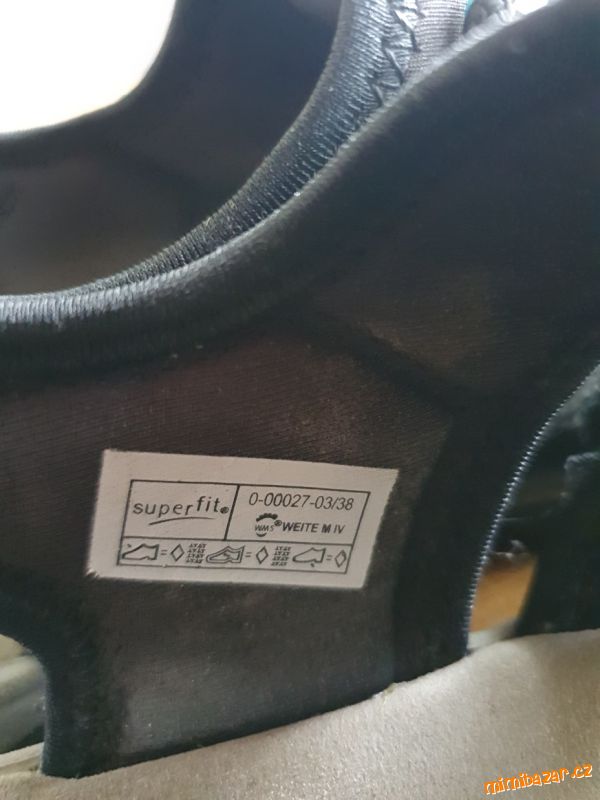 superfit
0-00027-03/38
WMS® WEITE M IV
mimibazar.cz